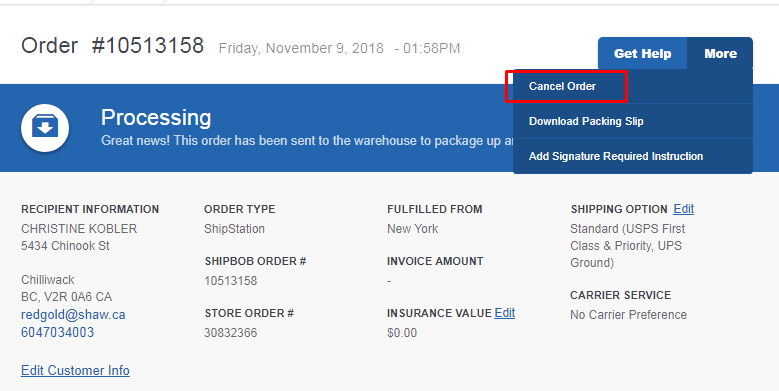 Order #10513158 Friday, November 9, 2018 - 01:58PM
Get Help
More
Cancel Order
Download Packing Slip
Add Signature Required Instruction
Processing
Great news! This order has been sent to the warehouse to package up
RECIPIENT INFORMATION
CHRISTINE KOBLER
5434 Chinook St
Chilliwack
BC, V2R 0A6 CA
redgold@shaw.ca
6047034003
Edit Customer Info
ORDER TYPE
ShipStation
SHIPBOB ORDER #
10513158
STORE ORDER #
30832366
FULFILLED FROM
New York
INVOICE AMOUNT
-
INSURANCE VALUE Edit
$0.00
SHIPPING OPTION Edit
Standard (USPS First
Class & Priority, UPS
Ground)
CARRIER SERVICE
No Carrier Preference